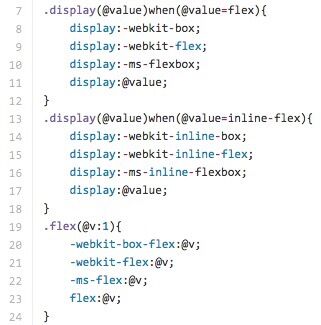 7 .display(@value)when(@value=flex){
8 display:-webkit-box;
9 display:-webkit-flex;
10 display:-ms-flexbox;
11 display:@value;
12 }
13 .display(@value)when(@value=inline-flex){
14 display:-webkit-inline-box;
15 display:-webkit-inline-flex;
16 display:-ms-inline-flexbox;
17 display:@value;
18 }
19 .flex(@v:1){
20 -webkit-box-flex:@v;
21 -webkit-flex:@v;
22 -ms-flex:@v;
23 flex:@v;
24 }